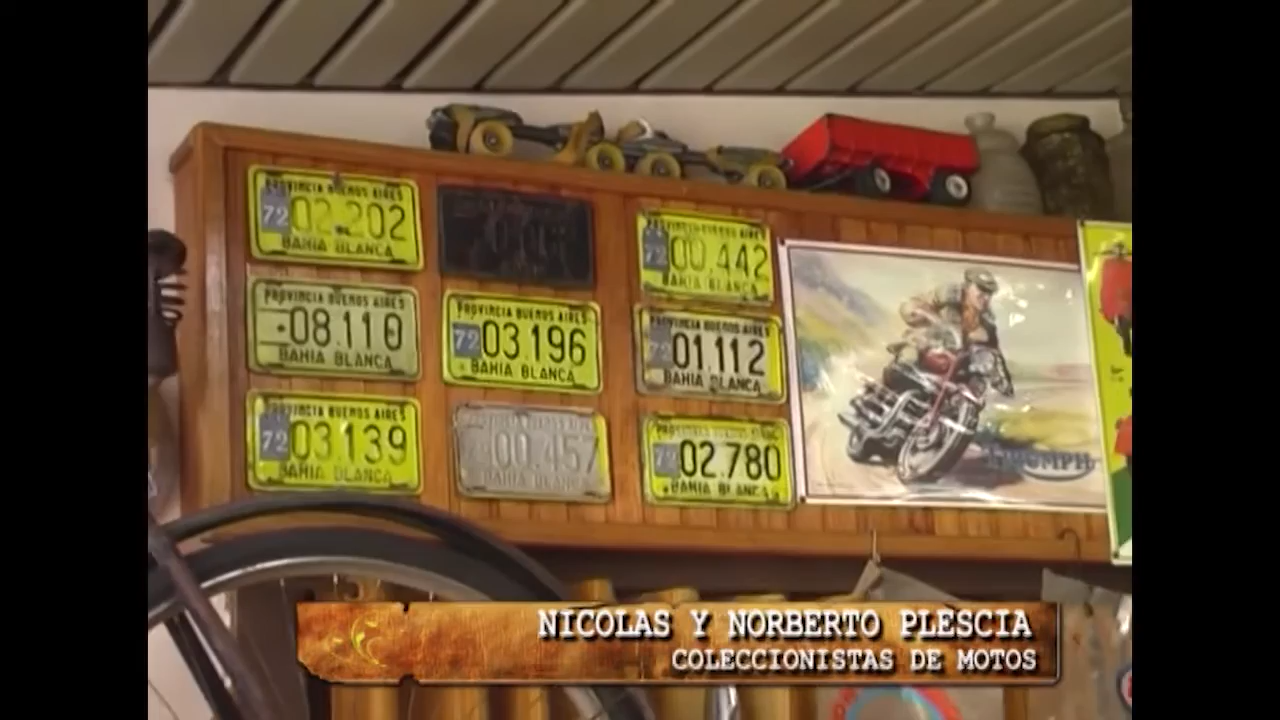 PROVINCIA BUENOS AIRES
72 02.202
BAHIA BLANCA
PROVINCIA BUENOS AIRES
08.110
BAHIA BLANCA
PROVINCIA BUENOS AIRES
72 03.139
BAHIA BLANCA
PROVINCIA BUENOS AIRES
72 03.196
BAHIA BLANCA
00.457
BAHIA BLANCA
PROVINCIA BUENOS AIRES
72 00.442
BAHIA BLANCA
PROVINCIA BUENOS AIRES
72 01.112
BAHIA BLANCA
72 02.780
BAHIA BLANCA
TRIUMPH
NICOLAS Y NORBERTO PLESCIA
COLECCIONISTAS DE MOTOS